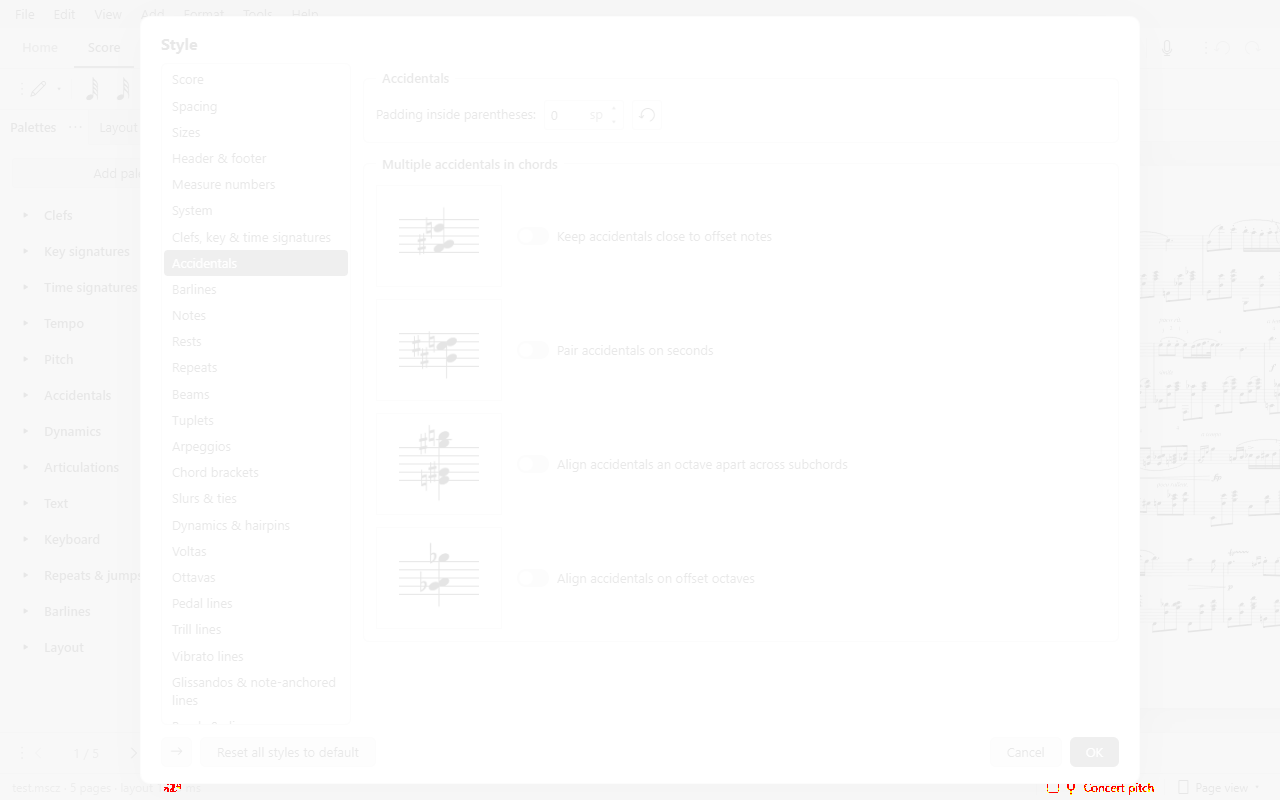 File Edit View Add Format Tools Help
Home Score
Palettes Layout
Clefs
Key signatures
Time signatures
Tempo
Pitch
Accidentals
Dynamics
Articulations
Text
Keyboard
Repeats & jumps
Barlines
Layout
1 / 5
Style
Score
Spacing
Sizes
Header & footer
Measure numbers
System
Clefs, key & time signatures
Accidentals
Barlines
Notes
Rests
Repeats
Beams
Tuplets
Arpeggios
Chord brackets
Slurs & ties
Dynamics & hairpins
Voltas
Ottavas
Pedal lines
Trill lines
Vibrato lines
Glissandos & note-anchored
lines
Accidentals
Padding inside parentheses: 0 sp
Multiple accidentals in chords
Keep accidentals close to offset notes
Pair accidentals on seconds
Align accidentals an octave apart across subchords
Align accidentals on offset octaves
Reset all styles to default Cancel OK
5 pages Concert pitch Page view